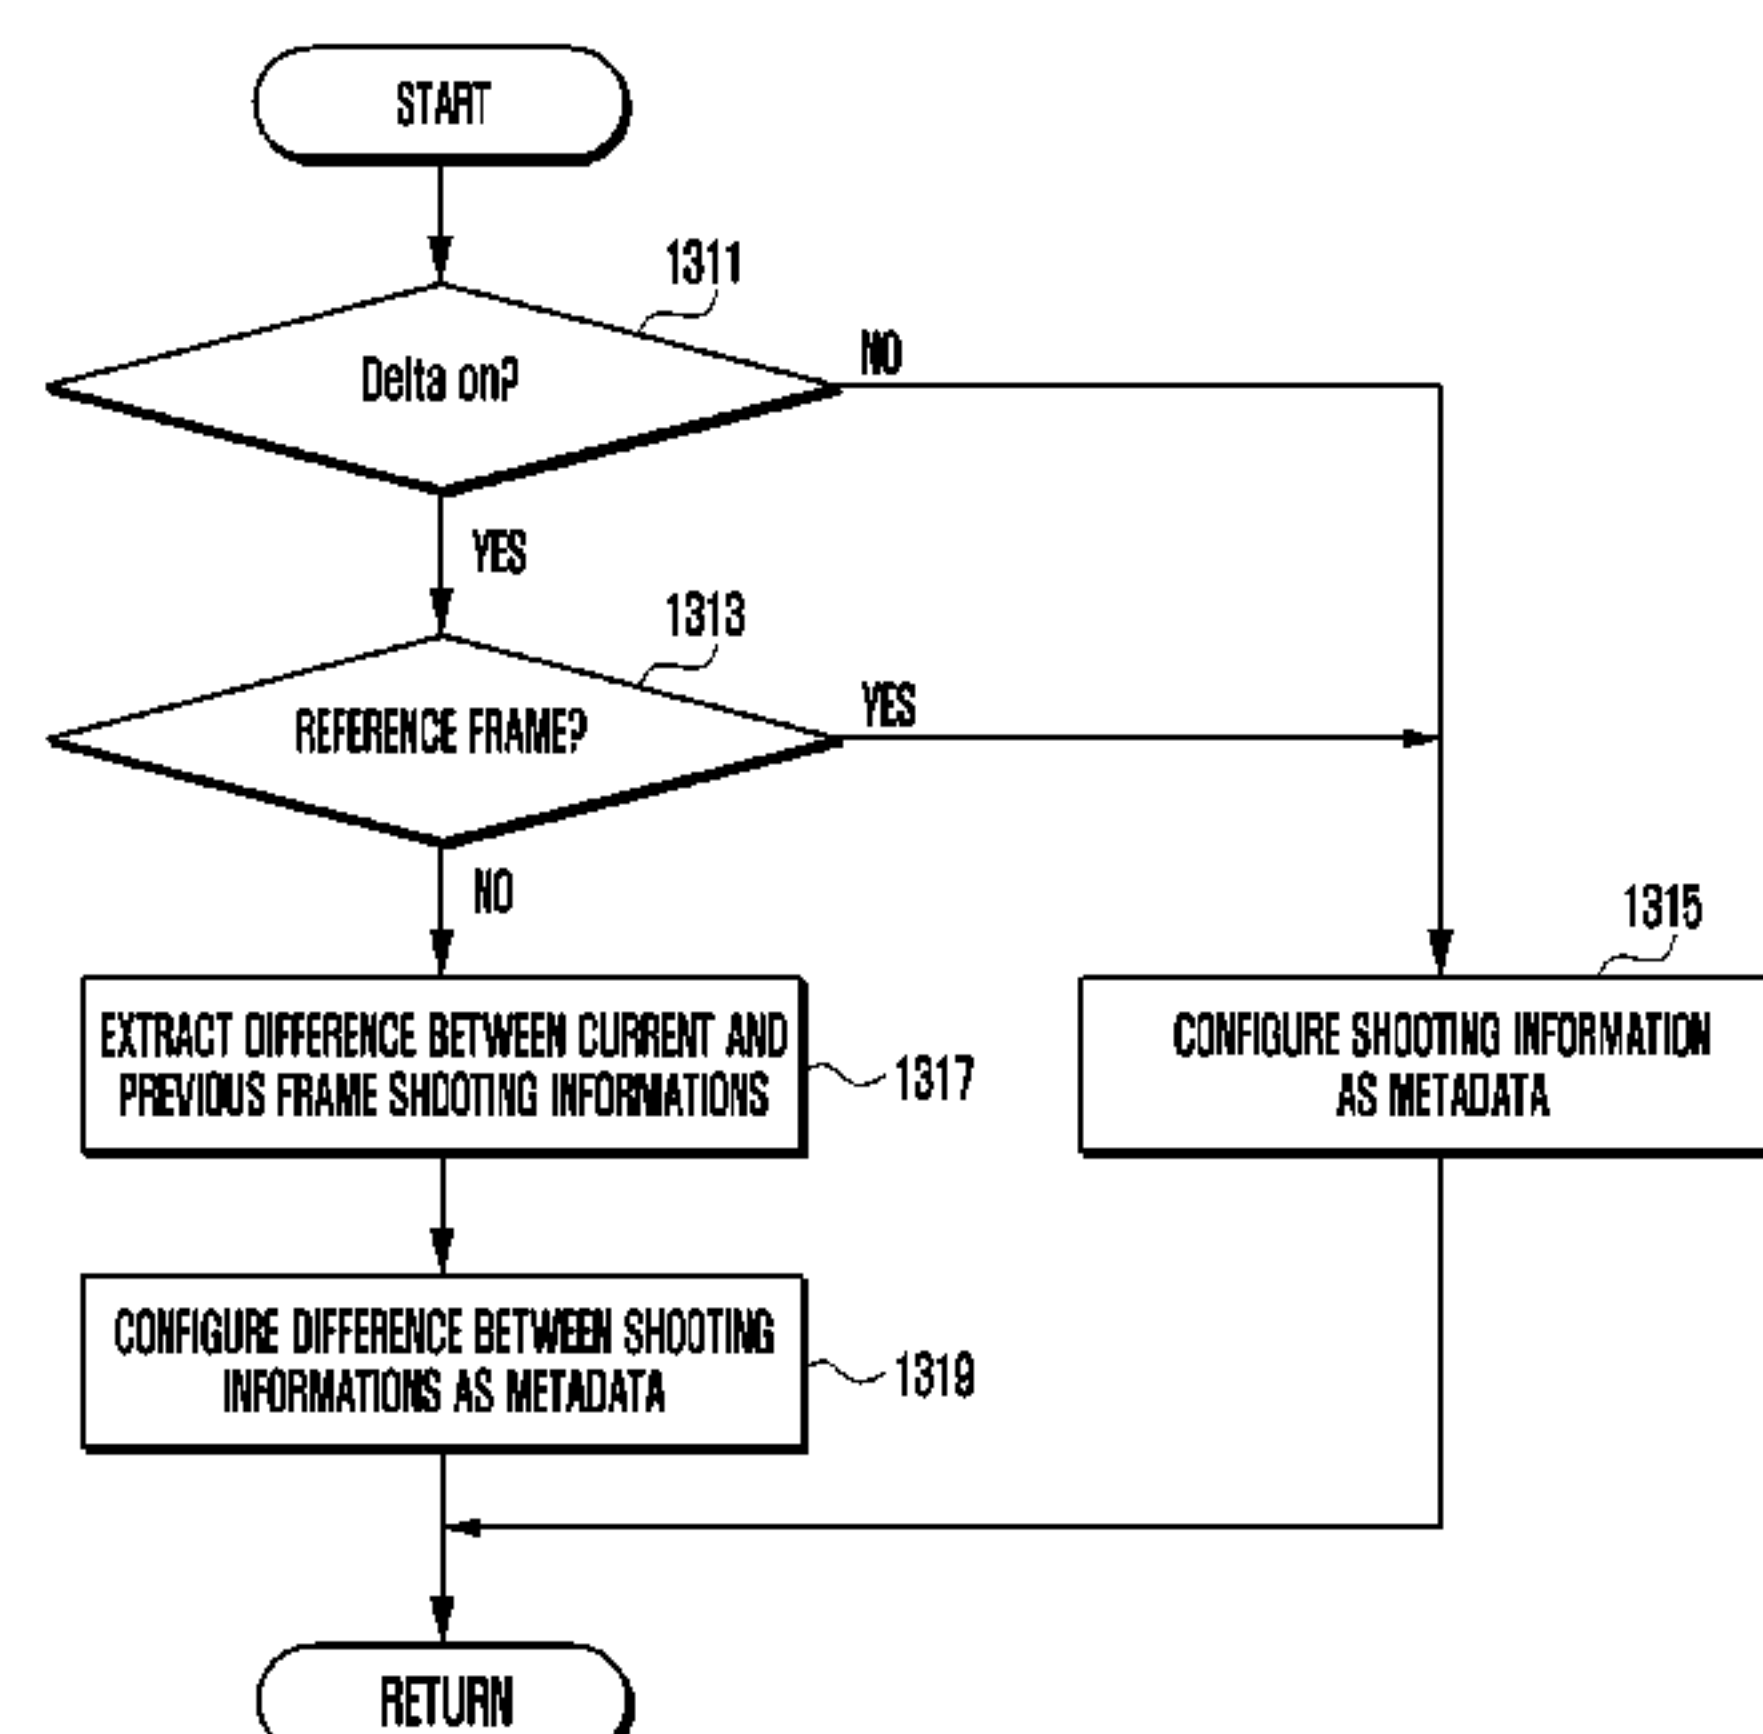 START
1311
Delta on?
NO
YES
1313
REFERENCE FRAME?
YES
NO
1315
EXTRACT DIFFERENCE BETWEEN CURRENT AND
PREVIOUS FRAME SHOOTING INFORMATIONS
1317
CONFIGURE SHOOTING INFORMATION
AS METADATA
CONFIGURE DIFFERENCE BETWEEN SHOOTING
INFORMATIONS AS METADATA
1319
RETURN